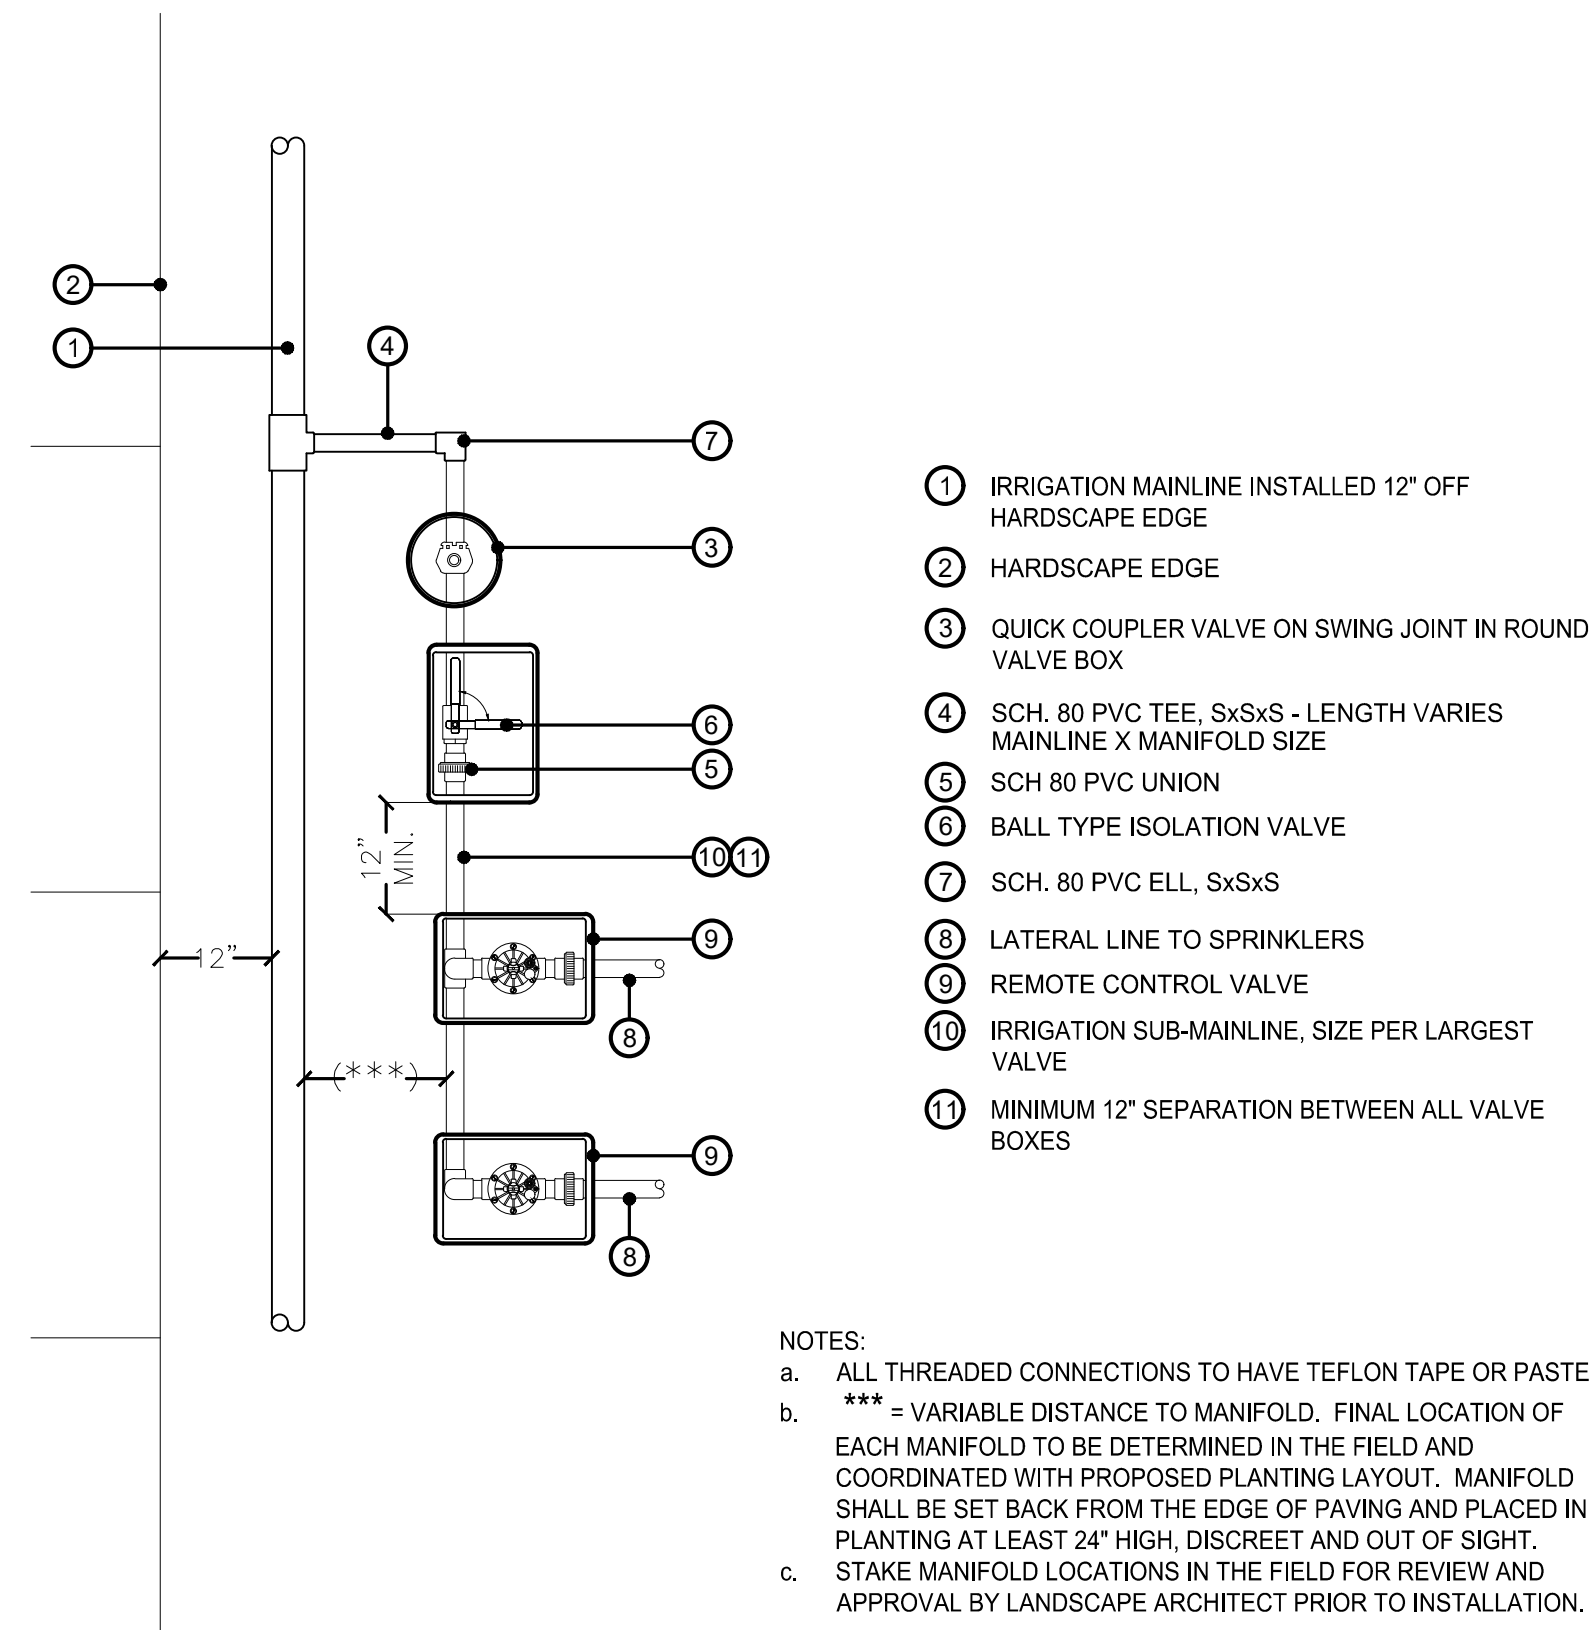 2
1
4
7
3
6
5
12"
MIN.
10 11
9
12"
8
(***)
9
8
1 IRRIGATION MAINLINE INSTALLED 12" OFF
HARDSCAPE EDGE
2 HARDSCAPE EDGE
3 QUICK COUPLER VALVE ON SWING JOINT IN ROUND
VALVE BOX
4 SCH. 80 PVC TEE, SxSxS - LENGTH VARIES
MAINLINE X MANIFOLD SIZE
5 SCH 80 PVC UNION
6 BALL TYPE ISOLATION VALVE
7 SCH. 80 PVC ELL, SxSxS
8 LATERAL LINE TO SPRINKLERS
9 REMOTE CONTROL VALVE
10 IRRIGATION SUB-MAINLINE, SIZE PER LARGEST
VALVE
11 MINIMUM 12" SEPARATION BETWEEN ALL VALVE
BOXES
NOTES:
a. ALL THREADED CONNECTIONS TO HAVE TEFLON TAPE OR PASTE
b. *** = VARIABLE DISTANCE TO MANIFOLD. FINAL LOCATION OF
EACH MANIFOLD TO BE DETERMINED IN THE FIELD AND
COORDINATED WITH PROPOSED PLANTING LAYOUT. MANIFOLD
SHALL BE SET BACK FROM THE EDGE OF PAVING AND PLACED IN
PLANTING AT LEAST 24" HIGH, DISCREET AND OUT OF SIGHT.
c. STAKE MANIFOLD LOCATIONS IN THE FIELD FOR REVIEW AND
APPROVAL BY LANDSCAPE ARCHITECT PRIOR TO INSTALLATION.